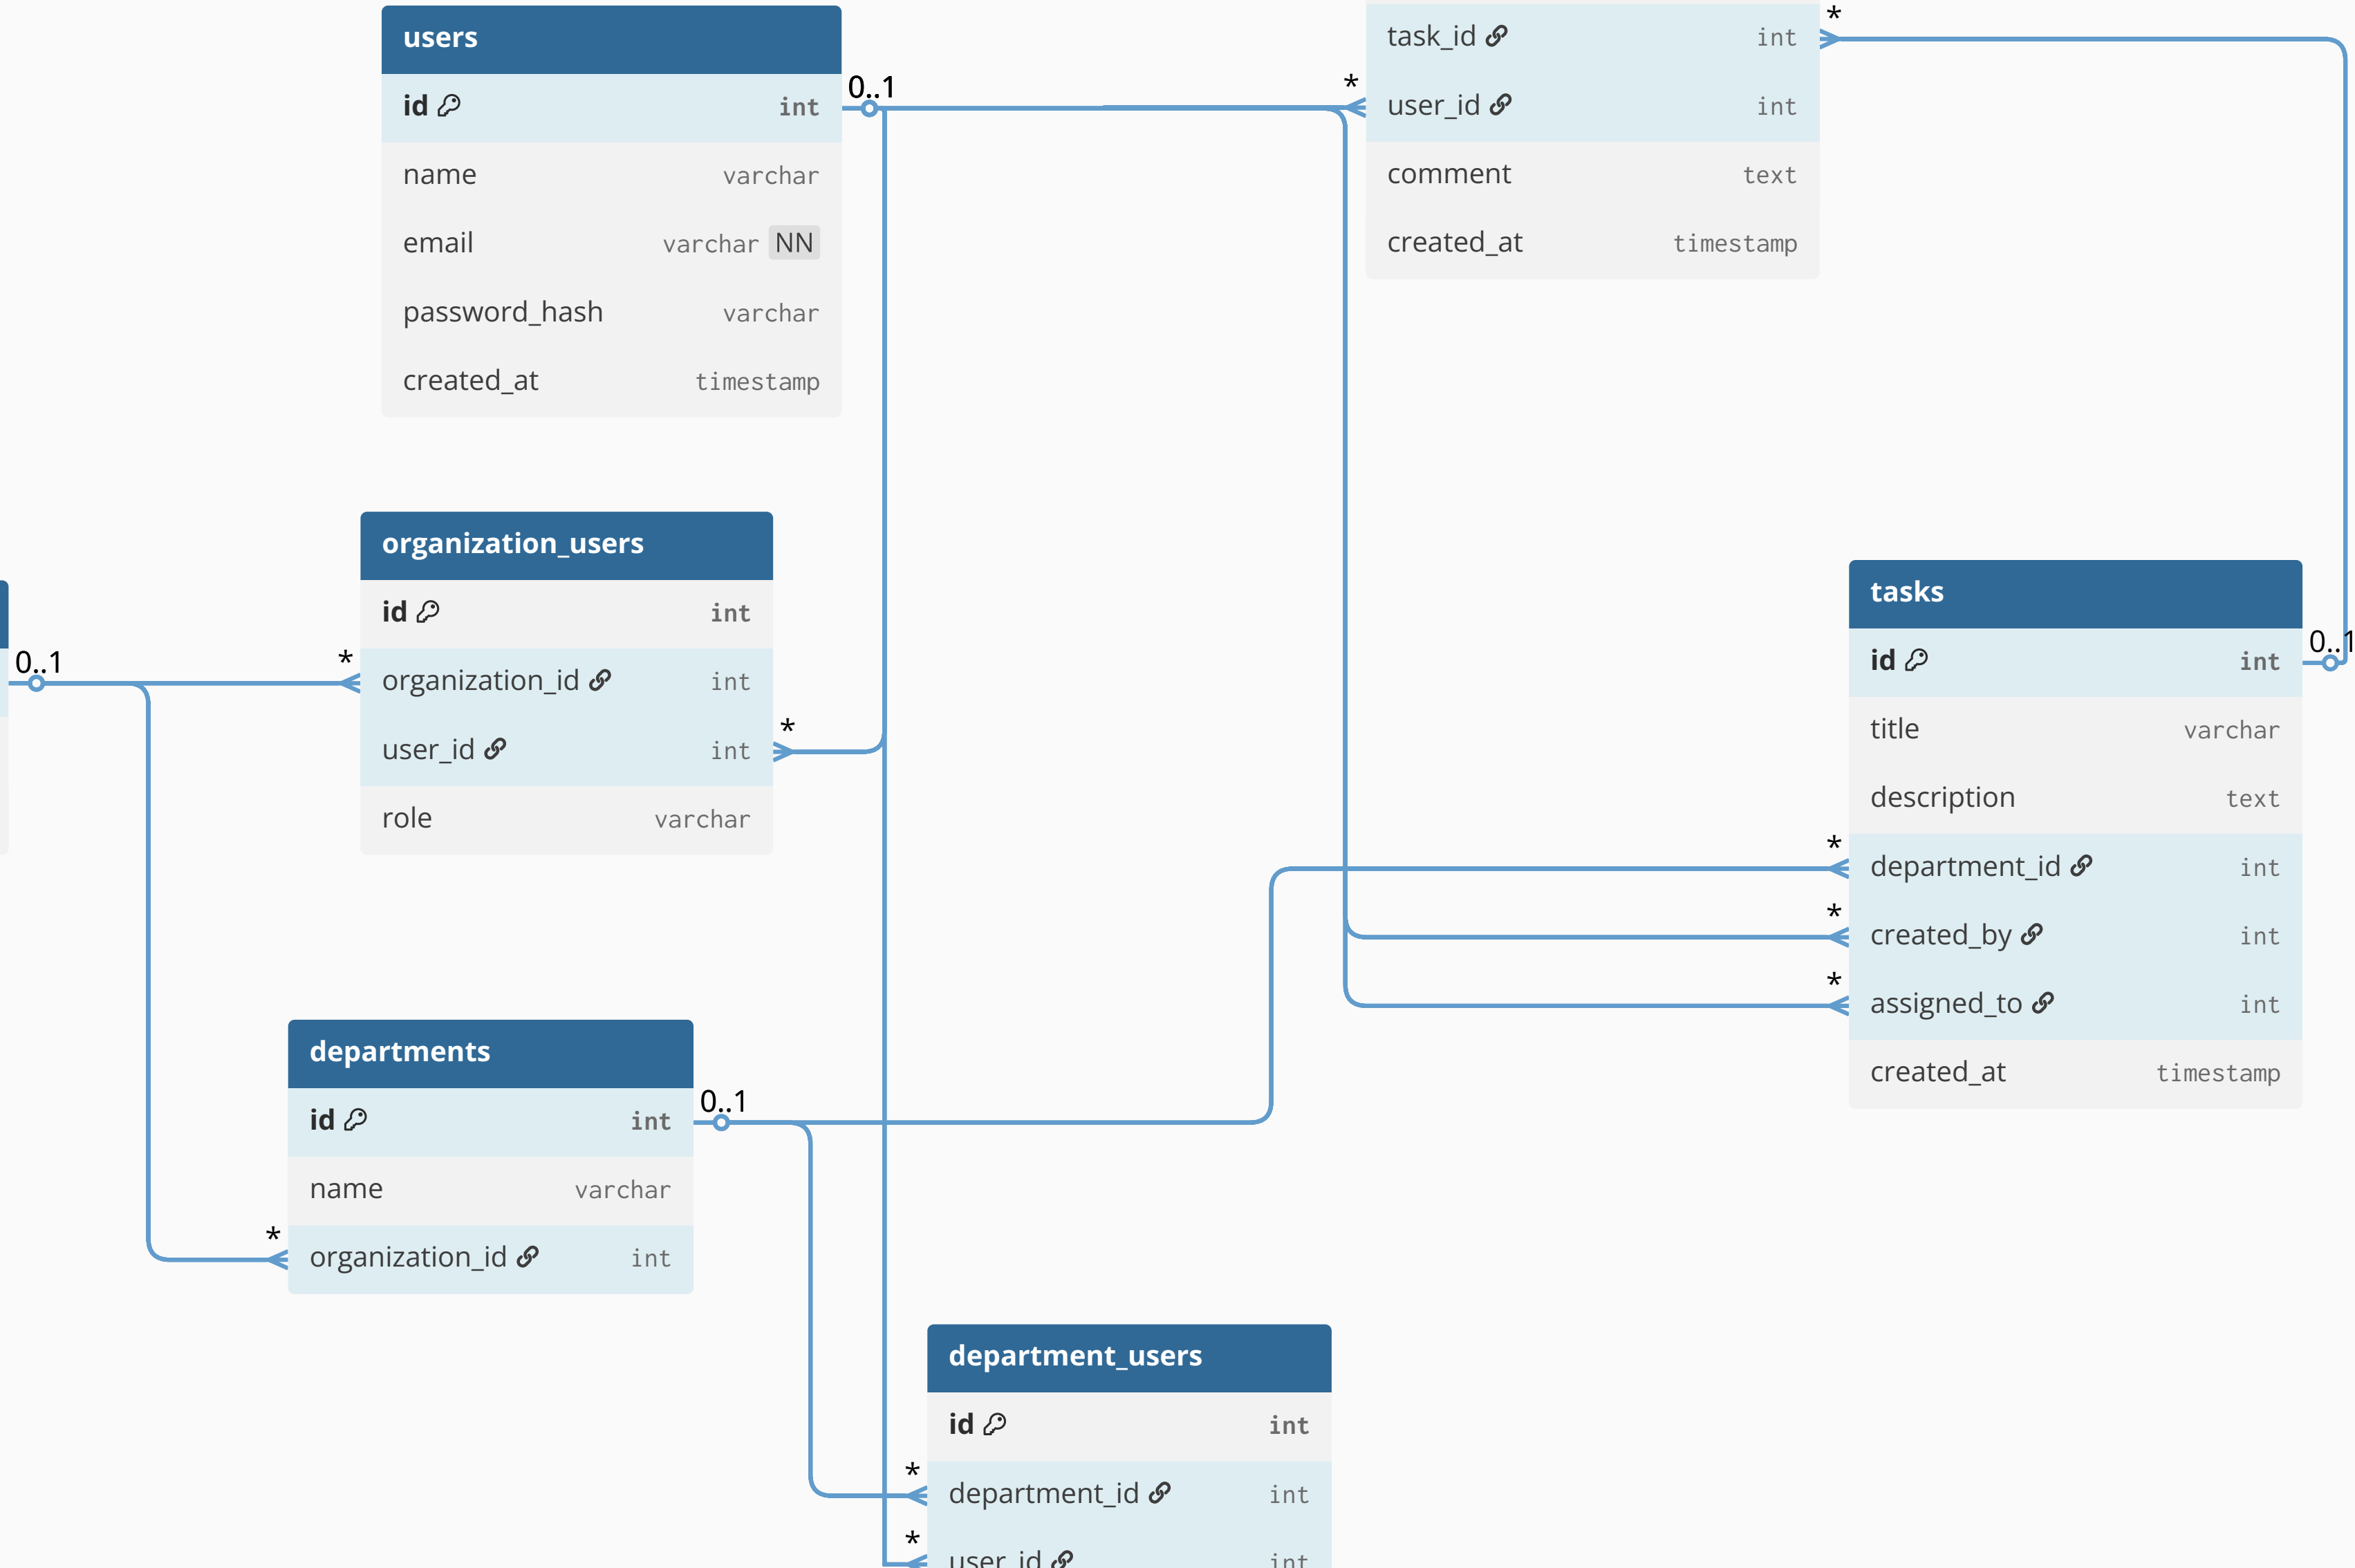 users
0..1
id int
name varchar
email varchar NN
password_hash varchar
created_at timestamp
*
task_id int
*
user_id int
comment text
created_at timestamp
organization_users
id int
0..1
*
organization_id int
*
user_id int
role varchar
tasks
0..1
id int
title varchar
description text
*
department_id int
*
created_by int
*
assigned_to int
created_at timestamp
departments
0..1
id int
name varchar
*
organization_id int
department_users
id int
*
department_id int
*
user_id int